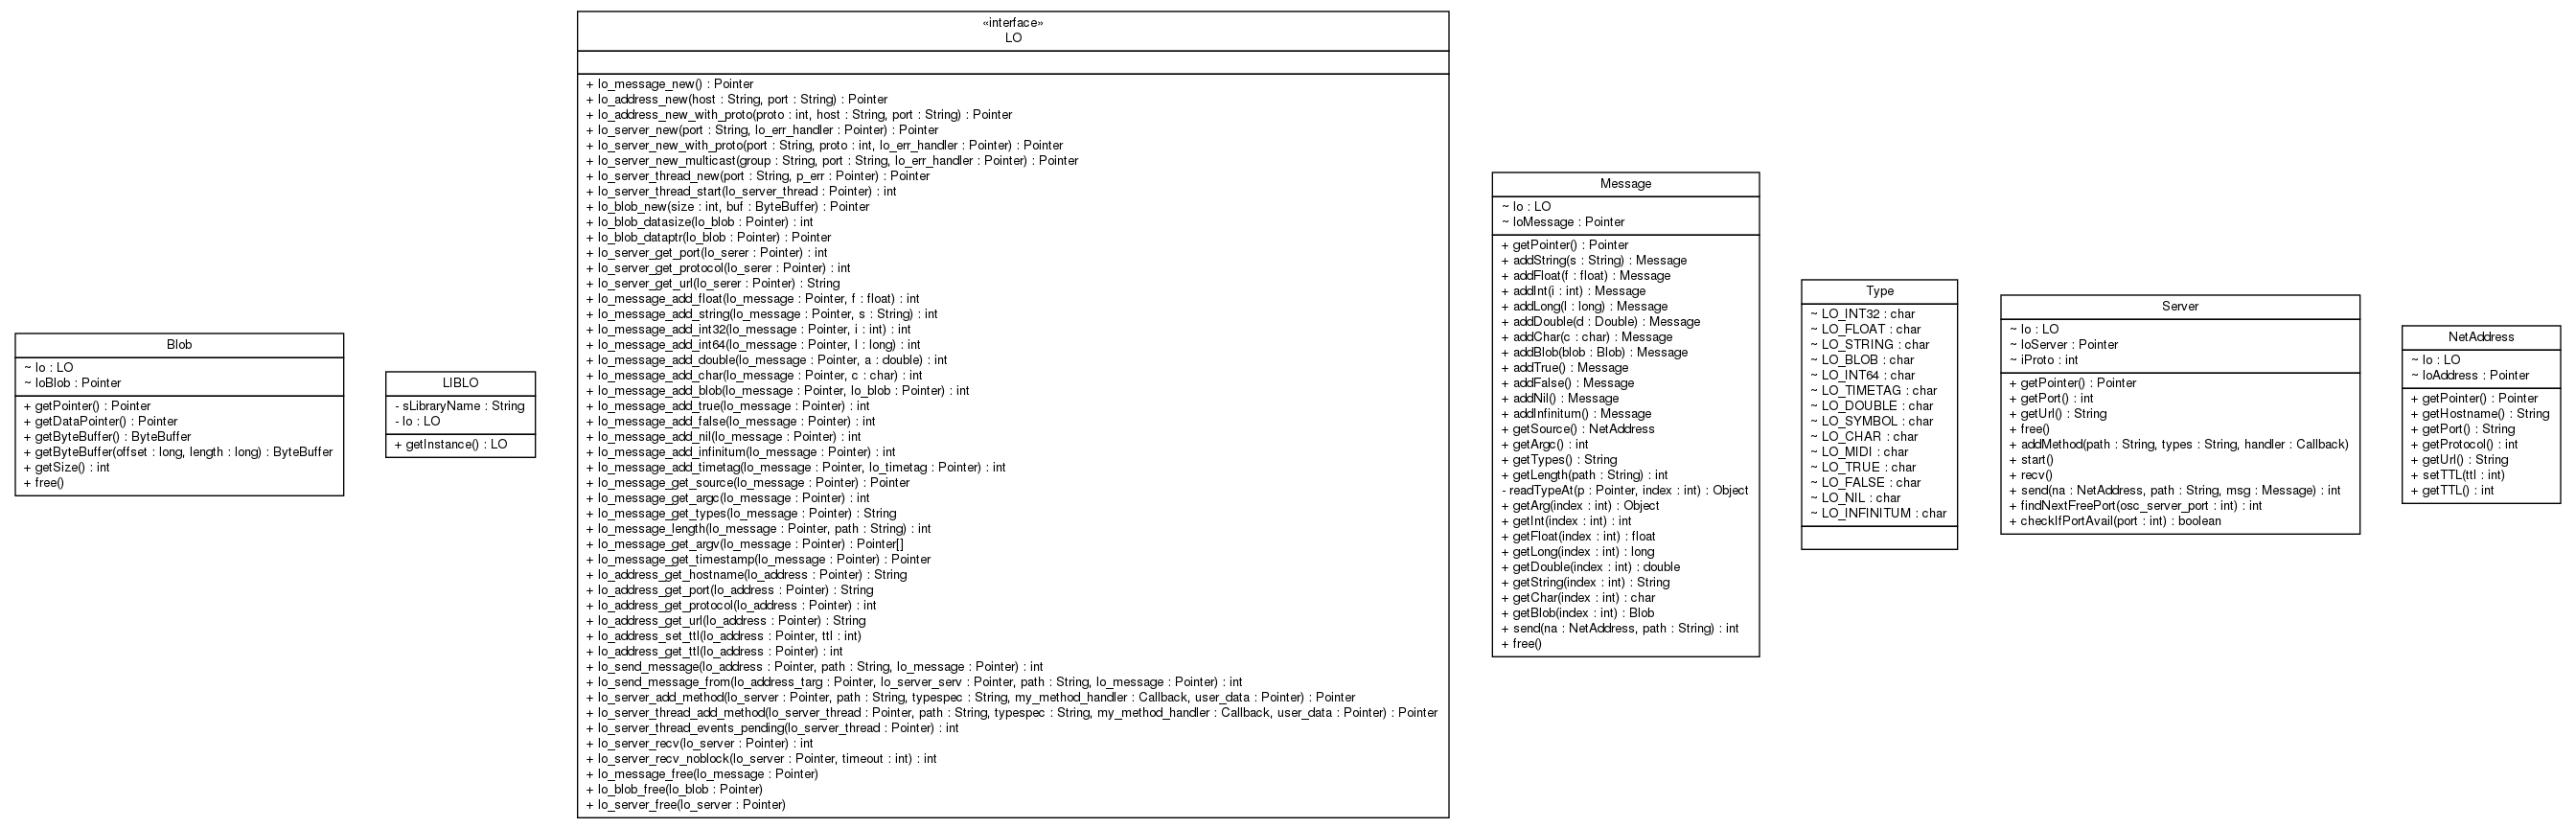 Blob
~ lo : LO
~ loBlob : Pointer
+ getPointer() : Pointer
+ getDataPointer() : Pointer
+ getByteBuffer() : ByteBuffer
+ getByteBuffer(offset : long, length : long) : ByteBuffer
+ getSize() : int
+ free()
LIBLO
- sLibraryName : String
- lo : LO
+ getInstance() : LO
«interface»
LO
+ lo_message_new() : Pointer
+ lo_address_new(host : String, port : String) : Pointer
+ lo_address_new_with_proto(proto : int, host : String, port : String) : Pointer
+ lo_server_new(port : String, lo_err_handler : Pointer) : Pointer
+ lo_server_new_with_proto(port : String, proto : int, lo_err_handler : Pointer) : Pointer
+ lo_server_new_multicast(group : String, port : String, lo_err_handler : Pointer) : Pointer
+ lo_server_thread_new(port : String, p_err : Pointer) : Pointer
+ lo_server_thread_start(lo_server_thread : Pointer) : int
+ lo_blob_new(size : int, buf : ByteBuffer) : Pointer
+ lo_blob_datasize(lo_blob : Pointer) : int
+ lo_blob_dataptr(lo_blob : Pointer) : Pointer
+ lo_server_get_port(lo_serer : Pointer) : int
+ lo_server_get_protocol(lo_serer : Pointer) : int
+ lo_server_get_url(lo_serer : Pointer) : String
+ lo_message_add_float(lo_message : Pointer, f : float) : int
+ lo_message_add_string(lo_message : Pointer, s : String) : int
+ lo_message_add_int32(lo_message : Pointer, i : int) : int
+ lo_message_add_int64(lo_message : Pointer, l : long) : int
+ lo_message_add_double(lo_message : Pointer, a : double) : int
+ lo_message_add_char(lo_message : Pointer, c : char) : int
+ lo_message_add_blob(lo_message : Pointer, lo_blob : Pointer) : int
+ lo_message_add_true(lo_message : Pointer) : int
+ lo_message_add_false(lo_message : Pointer) : int
+ lo_message_add_nil(lo_message : Pointer) : int
+ lo_message_add_infinitum(lo_message : Pointer) : int
+ lo_message_add_timetag(lo_message : Pointer, lo_timetag : Pointer) : int
+ lo_message_get_source(lo_message : Pointer) : Pointer
+ lo_message_get_argc(lo_message : Pointer) : int
+ lo_message_get_types(lo_message : Pointer) : String
+ lo_message_length(lo_message : Pointer, path : String) : int
+ lo_message_get_argv(lo_message : Pointer) : Pointer[]
+ lo_message_get_timestamp(lo_message : Pointer) : Pointer
+ lo_address_get_hostname(lo_address : Pointer) : String
+ lo_address_get_port(lo_address : Pointer) : String
+ lo_address_get_protocol(lo_address : Pointer) : int
+ lo_address_get_url(lo_address : Pointer) : String
+ lo_address_set_ttl(lo_address : Pointer, ttl : int)
+ lo_address_get_ttl(lo_address : Pointer) : int
+ lo_send_message(lo_address : Pointer, path : String, lo_message : Pointer) : int
+ lo_send_message_from(lo_address_targ : Pointer, lo_server_serv : Pointer, path : String, lo_message : Pointer) : int
+ lo_server_add_method(lo_server : Pointer, path : String, typespec : String, my_method_handler : Callback, user_data : Pointer) : Pointer
+ lo_server_thread_add_method(lo_server_thread : Pointer, path : String, typespec : String, my_method_handler : Callback, user_data : Pointer) : Pointer
+ lo_server_thread_events_pending(lo_server_thread : Pointer) : int
+ lo_server_recv(lo_server : Pointer) : int
+ lo_server_recv_noblock(lo_server : Pointer, timeout : int) : int
+ lo_message_free(lo_message : Pointer)
+ lo_blob_free(lo_blob : Pointer)
+ lo_server_free(lo_server : Pointer)
Message
~ lo : LO
~ loMessage : Pointer
+ getPointer() : Pointer
+ addString(s : String) : Message
+ addFloat(f : float) : Message
+ addInt(i : int) : Message
+ addLong(l : long) : Message
+ addDouble(d : Double) : Message
+ addChar(c : char) : Message
+ addBlob(blob : Blob) : Message
+ addTrue() : Message
+ addFalse() : Message
+ addNil() : Message
+ addInfinitum() : Message
+ getSource() : NetAddress
+ getArgc() : int
+ getTypes() : String
+ getLength(path : String) : int
- readTypeAt(p : Pointer, index : int) : Object
+ getArg(index : int) : Object
+ getInt(index : int) : int
+ getFloat(index : int) : float
+ getLong(index : int) : long
+ getDouble(index : int) : double
+ getString(index : int) : String
+ getChar(index : int) : char
+ getBlob(index : int) : Blob
+ send(na : NetAddress, path : String) : int
+ free()
Type
~ LO_INT32 : char
~ LO_FLOAT : char
~ LO_STRING : char
~ LO_BLOB : char
~ LO_INT64 : char
~ LO_TIMETAG : char
~ LO_DOUBLE : char
~ LO_SYMBOL : char
~ LO_CHAR : char
~ LO_MIDI : char
~ LO_TRUE : char
~ LO_FALSE : char
~ LO_NIL : char
~ LO_INFINITUM : char
Server
~ lo : LO
~ loServer : Pointer
~ iProto : int
+ getPointer() : Pointer
+ getPort() : int
+ getUrl() : String
+ free()
+ addMethod(path : String, types : String, handler : Callback)
+ start()
+ recv()
+ send(na : NetAddress, path : String, msg : Message) : int
+ findNextFreePort(osc_server_port : int) : int
+ checkIfPortAvail(port : int) : boolean
NetAddress
~ lo : LO
~ loAddress : Pointer
+ getPointer() : Pointer
+ getHostname() : String
+ getPort() : String
+ getProtocol() : int
+ getUrl() : String
+ setTTL(ttl : int)
+ getTTL() : int